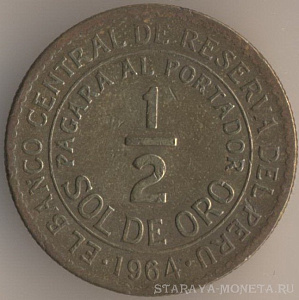 EL BANCO CENTRAL DE RESERVA DEL PERU
PAGARA AL PORTADOR
1/2
SOL DE ORO
· 1964 ·
STARAYA-MONETA.RU